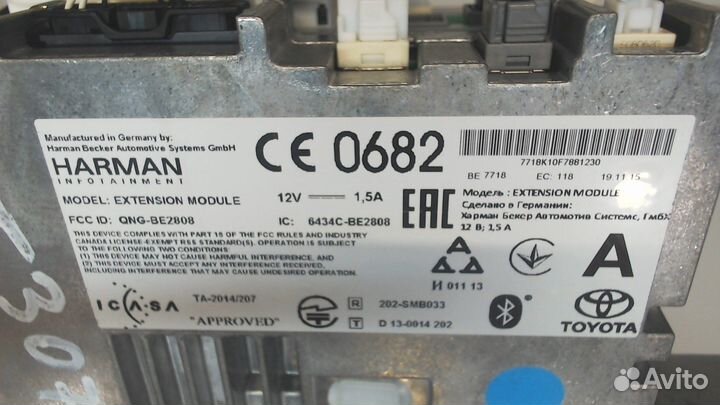 Manufactured in Germany by:
Harman Becker Automotive Systems GmbH
HARMAN
INFOTAINMENT
CE 0682
7718K10F7881230
BE 7718 EC: 118 19.11.15
MODEL: EXTENSION MODULE 12V 1,5A
FCC ID: QNG-BE2808 IC: 6434C-BE2808
EAC
Модель: EXTENSION MODULE
Сделано в Германии:
Харман Бекер Аутомотив Системс, ГмбХ
12 В; 1,5 А
THIS DEVICE COMPLIES WITH PART 15 OF THE FCC RULES AND INDUSTRY
CANADA LICENSE-EXEMPT RSS STANDARD(S). OPERATION IS SUBJECT
TO THE FOLLOWING TWO CONDITIONS:
(1) THIS DEVICE MAY NOT CAUSE HARMFUL INTERFERENCE, AND
(2) THIS DEVICE MUST ACCEPT ANY INTERFERENCE RECEIVED, INCLUDING
INTERFERENCE THAT MAY CAUSE UNDESIRED OPERATION.
И 011 13
A
ICASA
TA-2014/207
"APPROVED"
R 202-SMB033
T D 13-0014 202
TOYOTA
-307
Avito